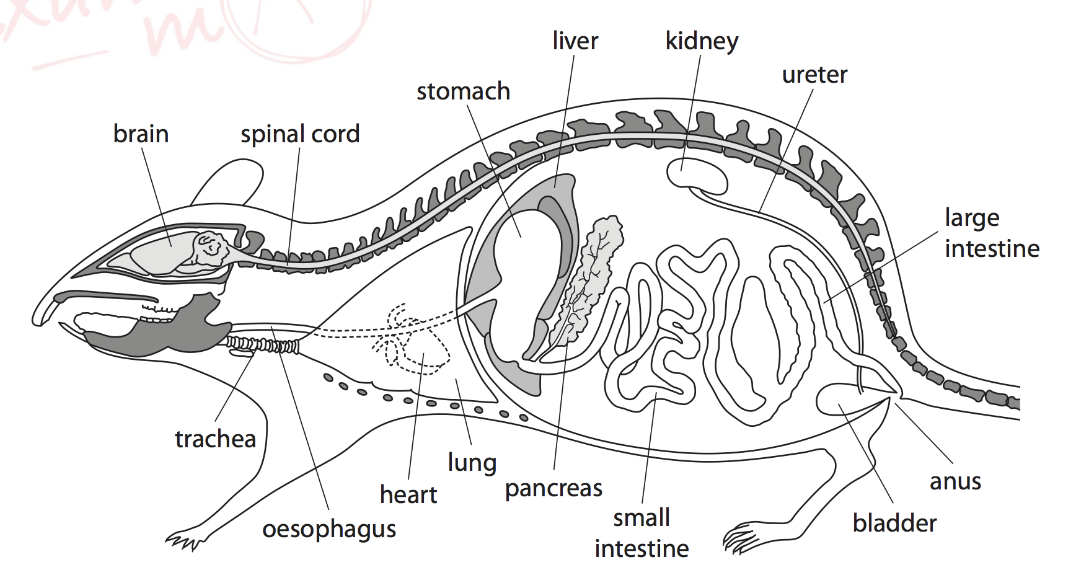 liver
kidney
ureter
stomach
brain
spinal cord
large
intestine
trachea
lung
heart
pancreas
anus
oesophagus
small
intestine
bladder